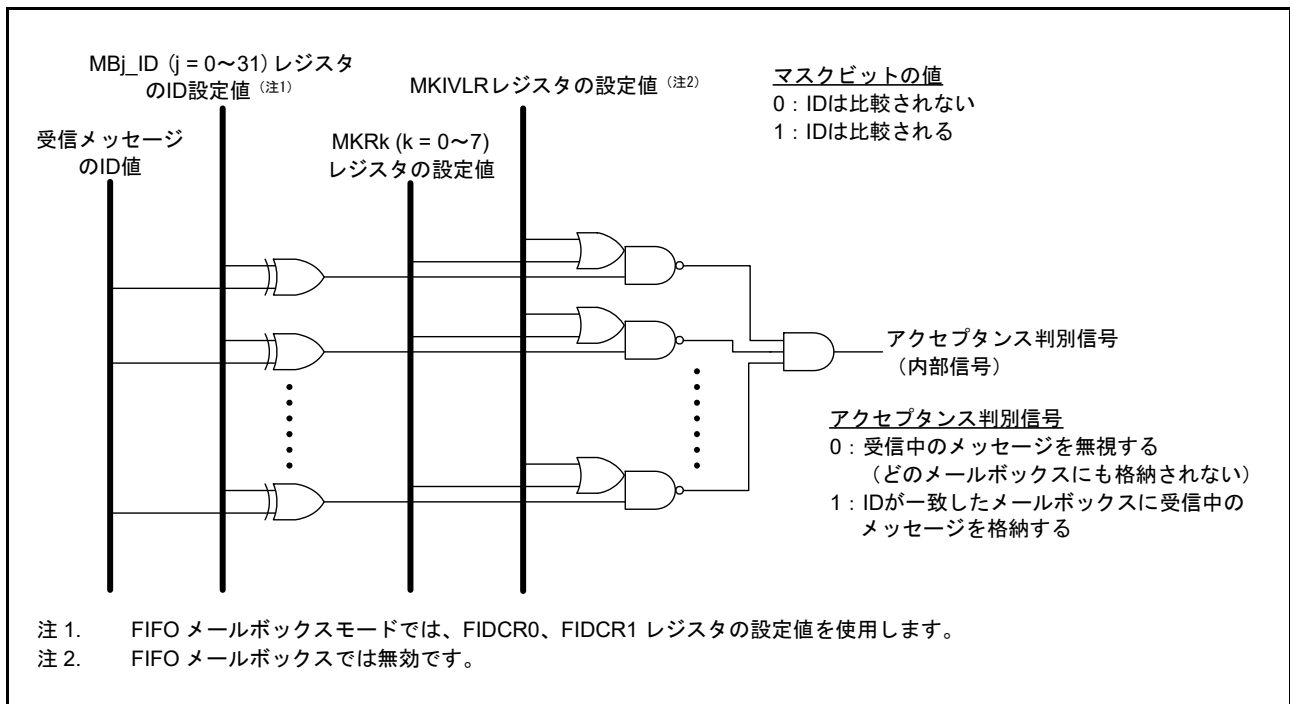 MBj_ID (j = 0～31) レジスタ
のID設定値（注1）
受信メッセージ
のID値
MKIVLRレジスタの設定値（注2）
MKRk (k = 0～7)
レジスタの設定値
マスクビットの値
0：IDは比較されない
1：IDは比較される
アクセプタンス判別信号
（内部信号）
アクセプタンス判別信号
0：受信中のメッセージを無視する
（どのメールボックスにも格納されない）
1：IDが一致したメールボックスに受信中の
メッセージを格納する
注 1. FIFO メールボックスモードでは、FIDCR0、FIDCR1 レジスタの設定値を使用します。
注 2. FIFO メールボックスでは無効です。